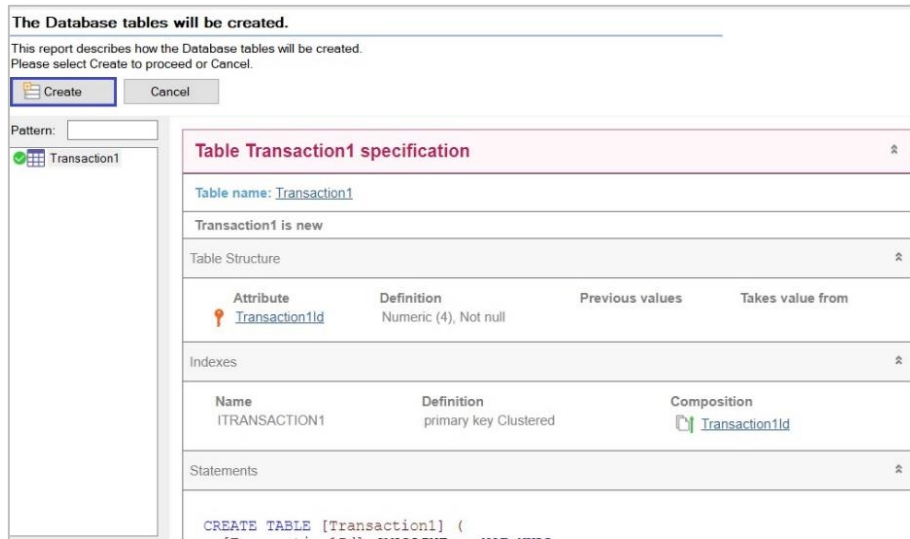 The Database tables will be created.
This report describes how the Database tables will be created.
Please select Create to proceed or Cancel.
Create Cancel
Pattern:
Transaction1
Table Transaction1 specification
Table name: Transaction1
Transaction1 is new
Table Structure
Attribute Definition Previous values Takes value from
Transaction1Id Numeric (4), Not null
Indexes
Name Definition Composition
ITRANSACTION1 primary key Clustered Transaction1Id
Statements
CREATE TABLE [Transaction1] (